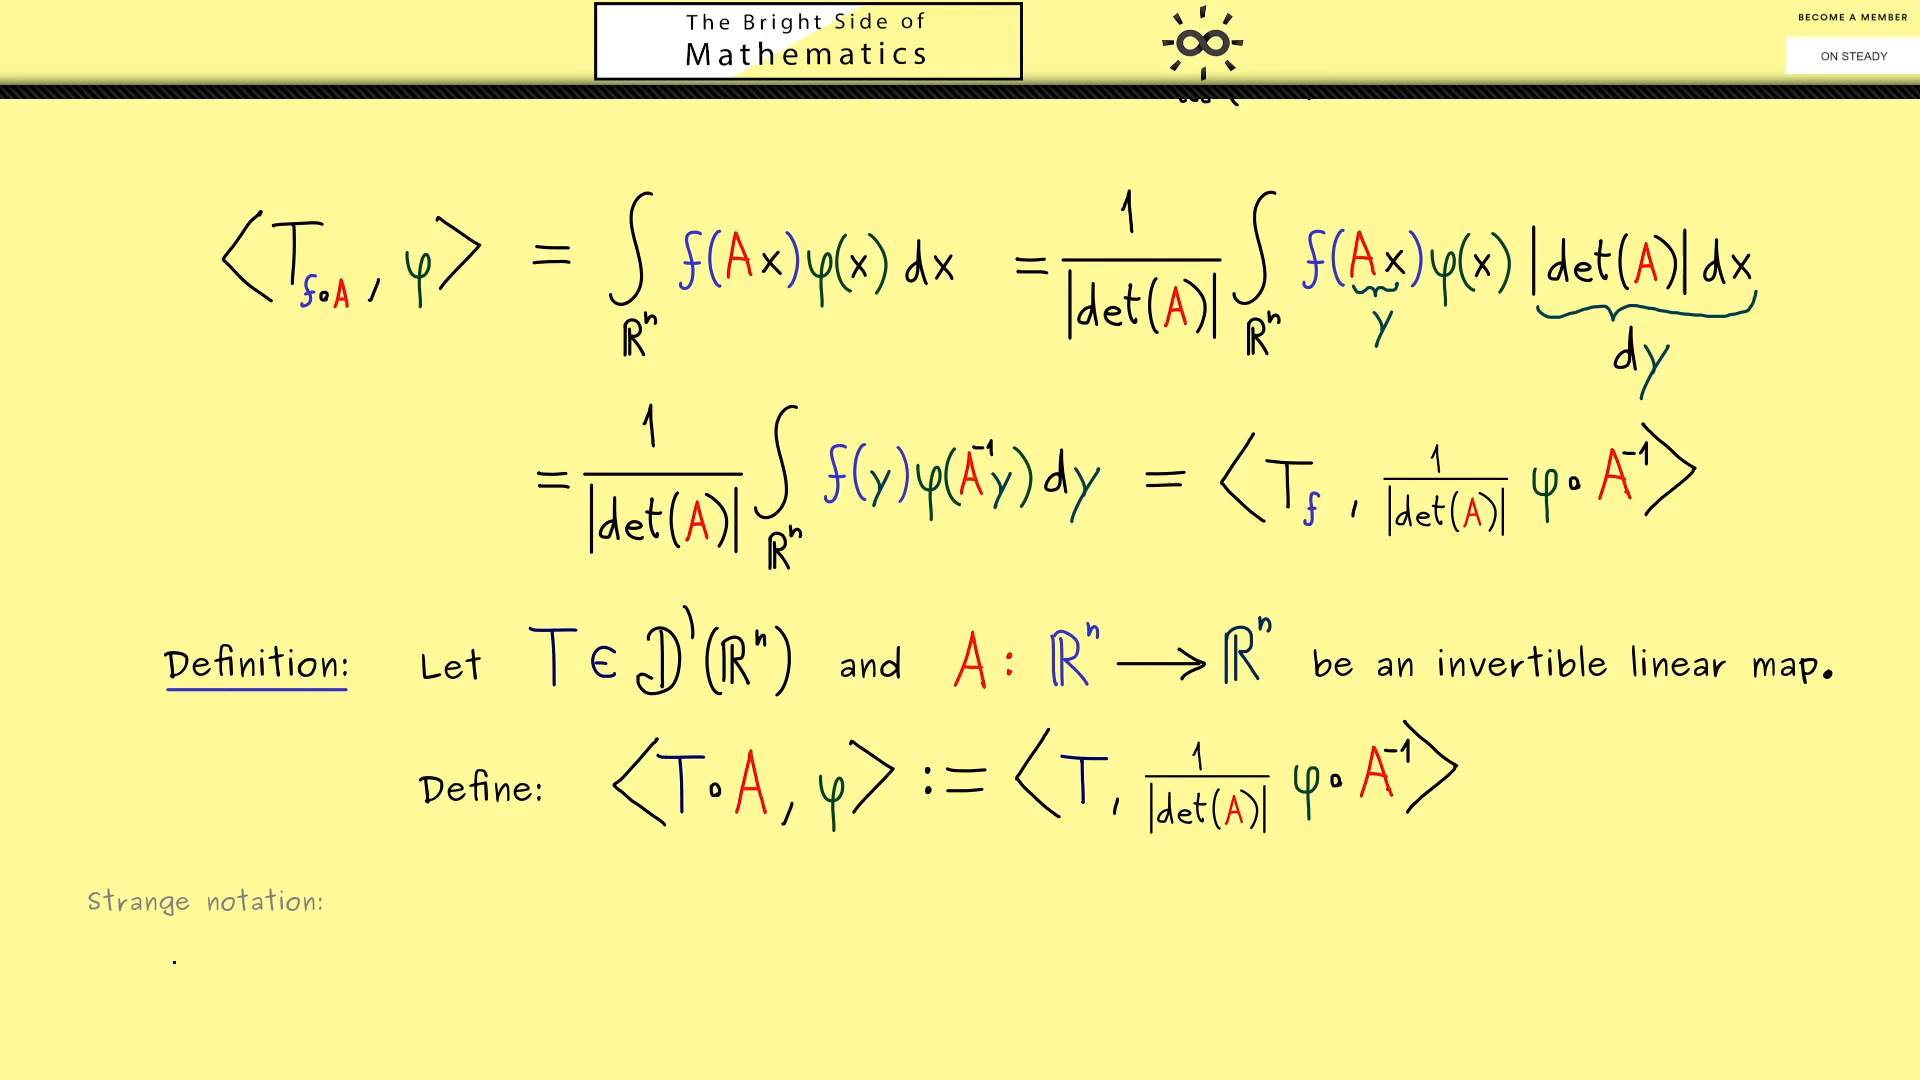 The Bright Side of
Mathematics
BECOME A MEMBER
ON STEADY
⟨T_{f∘A}, φ⟩ = ∫_{ℝⁿ} f(Ax)φ(x) dx = 1/|det(A)| ∫_{ℝⁿ} f(Ax)φ(x) |det(A)| dx
y
dy
= 1/|det(A)| ∫_{ℝⁿ} f(y)φ(A⁻¹y) dy = ⟨T_f, 1/|det(A)| φ∘A⁻¹⟩
Definition: Let T ∈ 𝒟'(ℝⁿ) and A: ℝⁿ ⟶ ℝⁿ be an invertible linear map.
Define: ⟨T∘A, φ⟩ := ⟨T, 1/|det(A)| φ∘A⁻¹⟩
Strange notation: